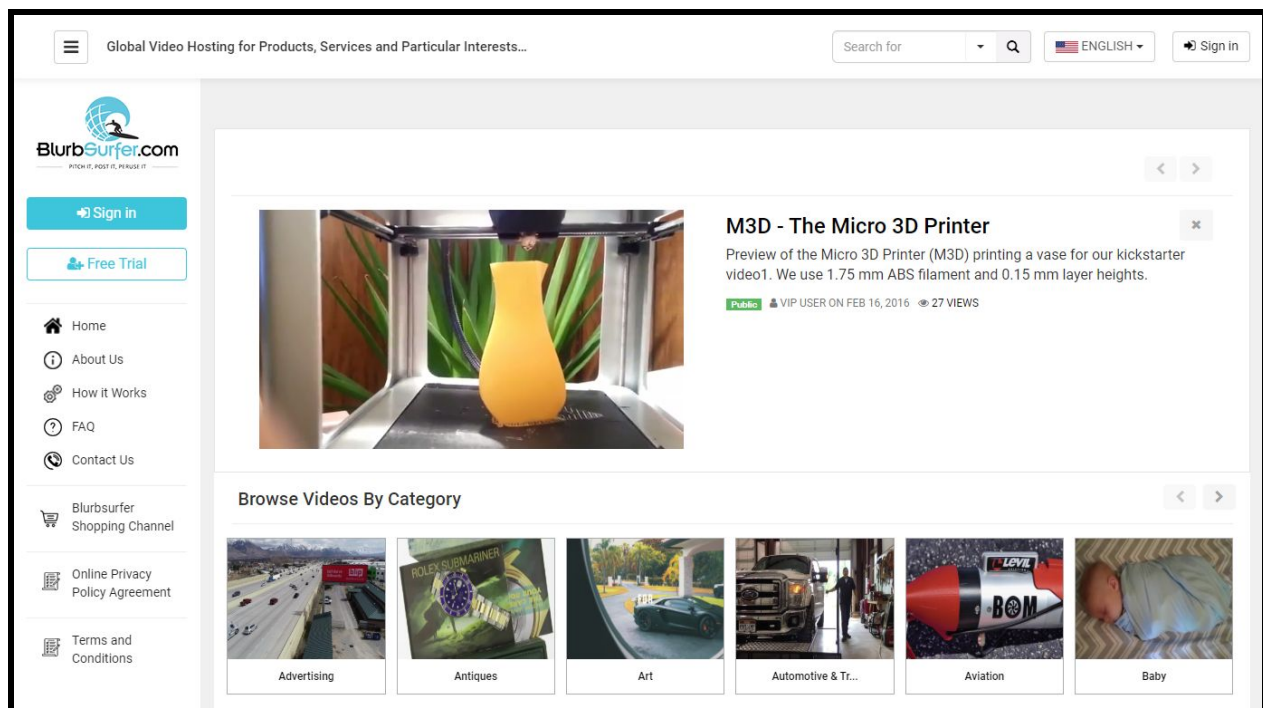 Global Video Hosting for Products, Services and Particular Interests...
Search for
ENGLISH
Sign in
BlurbSurfer.com
PITCH IT, POST IT, PERUSE IT
Sign in
Free Trial
Home
About Us
How it Works
FAQ
Contact Us
Blurbsurfer
Shopping Channel
Online Privacy
Policy Agreement
Terms and
Conditions
M3D - The Micro 3D Printer
Preview of the Micro 3D Printer (M3D) printing a vase for our kickstarter
video1. We use 1.75 mm ABS filament and 0.15 mm layer heights.
Public VIP USER ON FEB 16, 2016 27 VIEWS
Browse Videos By Category
ROLEX SUBMARINER
LEVIL
BOM
Advertising
Antiques
Art
Automotive & Tr...
Aviation
Baby